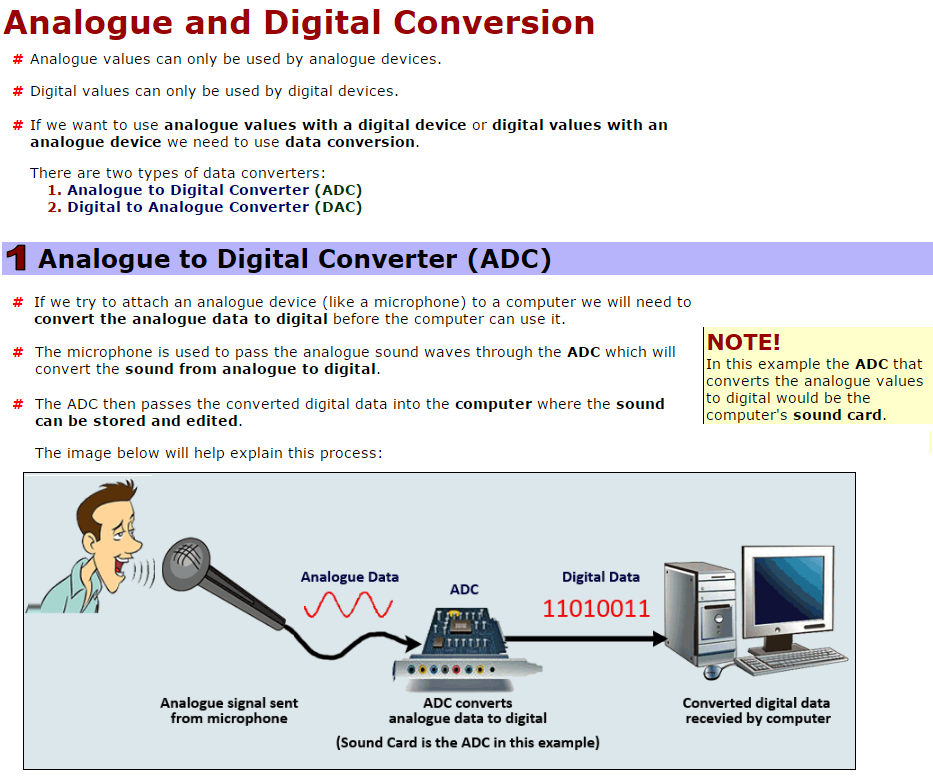 Analogue and Digital Conversion
# Analogue values can only be used by analogue devices.
# Digital values can only be used by digital devices.
# If we want to use analogue values with a digital device or digital values with an
analogue device we need to use data conversion.
There are two types of data converters:
1. Analogue to Digital Converter (ADC)
2. Digital to Analogue Converter (DAC)
1 Analogue to Digital Converter (ADC)
# If we try to attach an analogue device (like a microphone) to a computer we will need to
convert the analogue data to digital before the computer can use it.
# The microphone is used to pass the analogue sound waves through the ADC which will
convert the sound from analogue to digital.
# The ADC then passes the converted digital data into the computer where the sound
can be stored and edited.
The image below will help explain this process:
NOTE!
In this example the ADC that
converts the analogue values
to digital would be the
computer's sound card.
Analogue Data
ADC
Digital Data
11010011
Analogue signal sent
from microphone
ADC converts
analogue data to digital
(Sound Card is the ADC in this example)
Converted digital data
recevied by computer